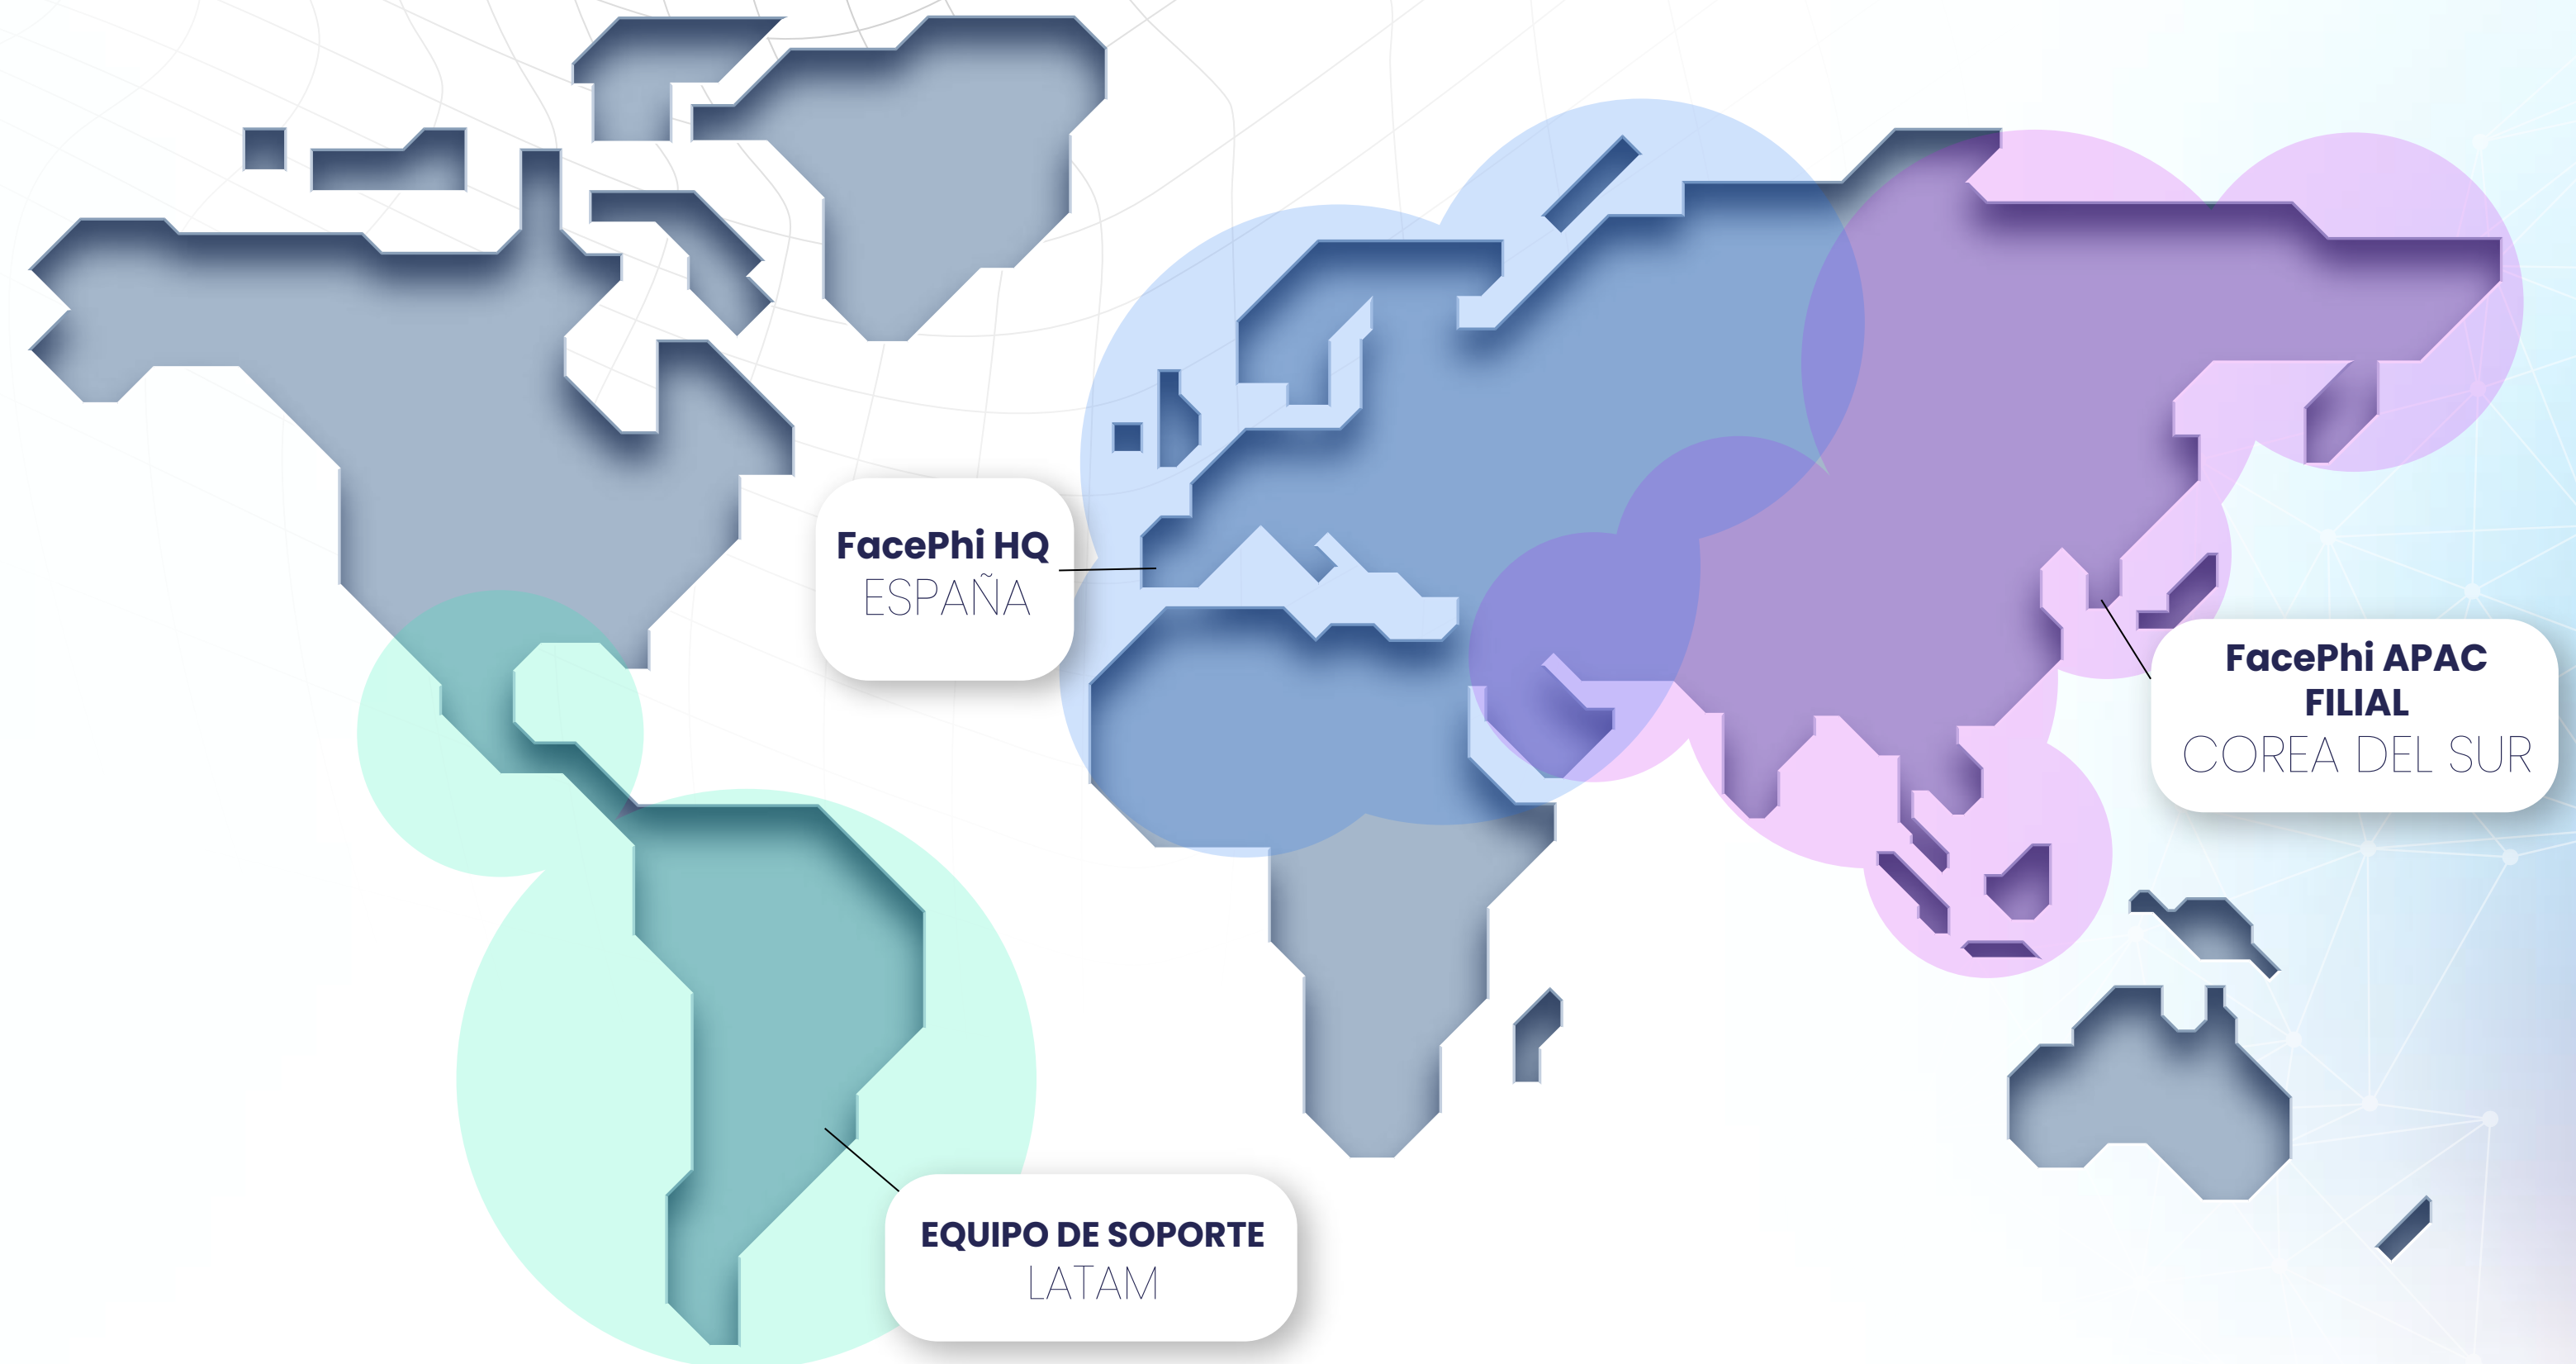 FacePhi HQ
ESPAÑA
FacePhi APAC
FILIAL
COREA DEL SUR
EQUIPO DE SOPORTE
LATAM